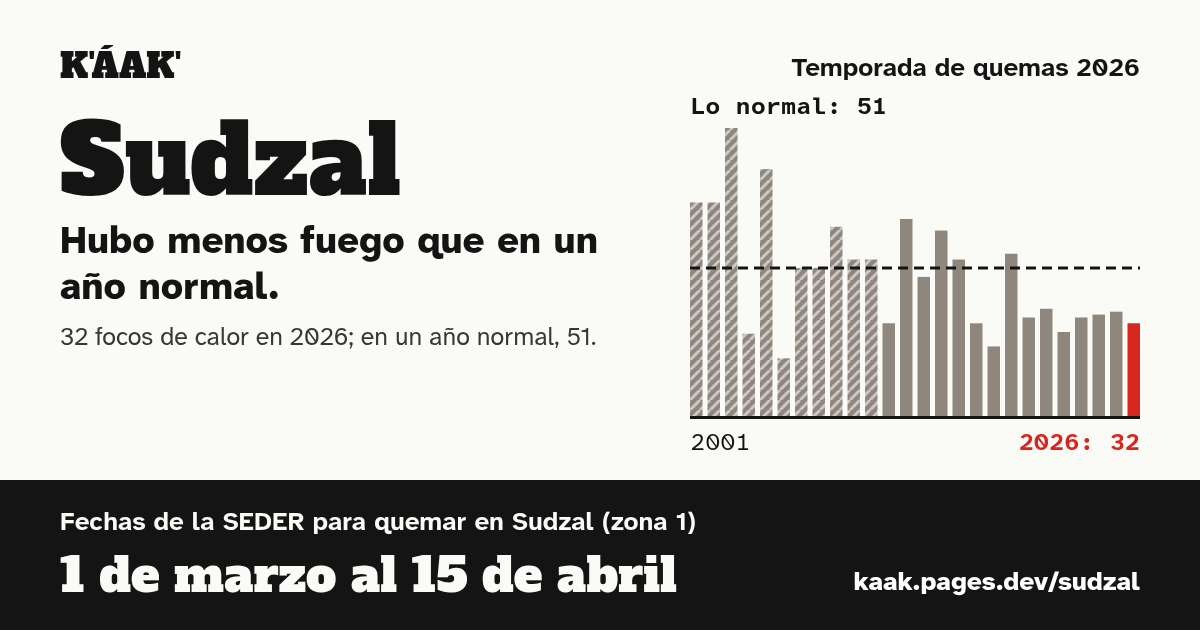 K'ÁAK'
Sudzal
Hubo menos fuego que en un
año normal.
32 focos de calor en 2026; en un año normal, 51.
Temporada de quemas 2026
Lo normal: 51
2001
2026: 32
Fechas de la SEDER para quemar en Sudzal (zona 1)
1 de marzo al 15 de abril
kaak.pages.dev/sudzal